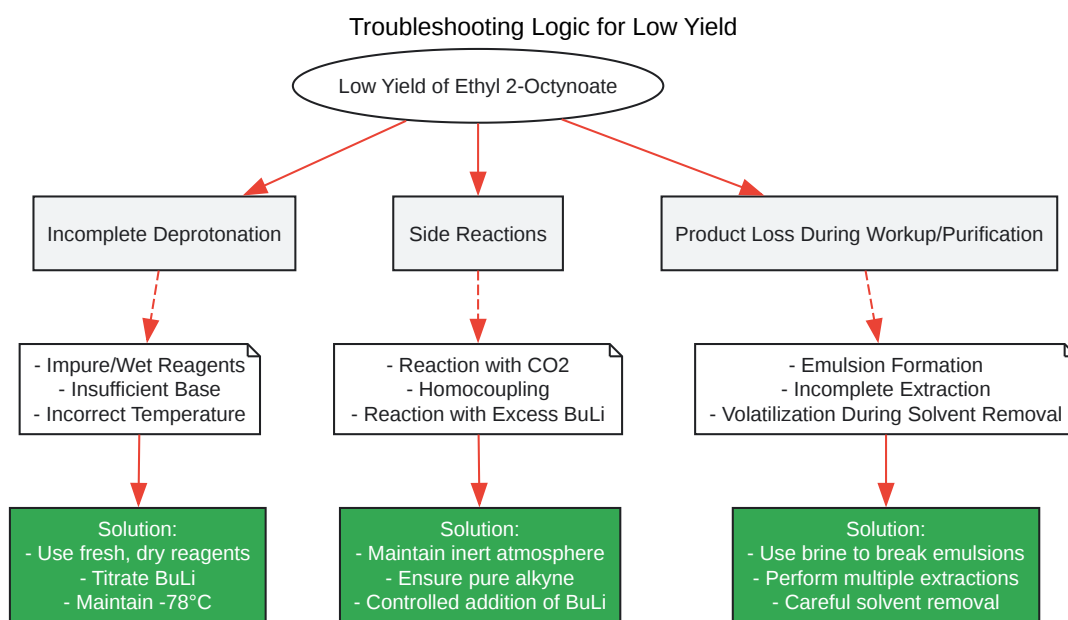 Troubleshooting Logic for Low Yield
Low Yield of Ethyl 2-Octynoate
Incomplete Deprotonation
Side Reactions
Product Loss During Workup/Purification
- Impure/Wet Reagents
- Insufficient Base
- Incorrect Temperature
- Reaction with CO2
- Homocoupling
- Reaction with Excess BuLi
- Emulsion Formation
- Incomplete Extraction
- Volatilization During Solvent Removal
Solution:
- Use fresh, dry reagents
- Titrate BuLi
- Maintain -78°C
Solution:
- Maintain inert atmosphere
- Ensure pure alkyne
- Controlled addition of BuLi
Solution:
- Use brine to break emulsions
- Perform multiple extractions
- Careful solvent removal